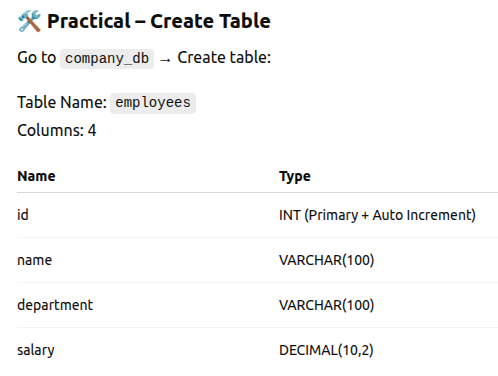 🛠️ Practical – Create Table
Go to company_db → Create table:
Table Name: employees
Columns: 4
Name Type
id INT (Primary + Auto Increment)
name VARCHAR(100)
department VARCHAR(100)
salary DECIMAL(10,2)